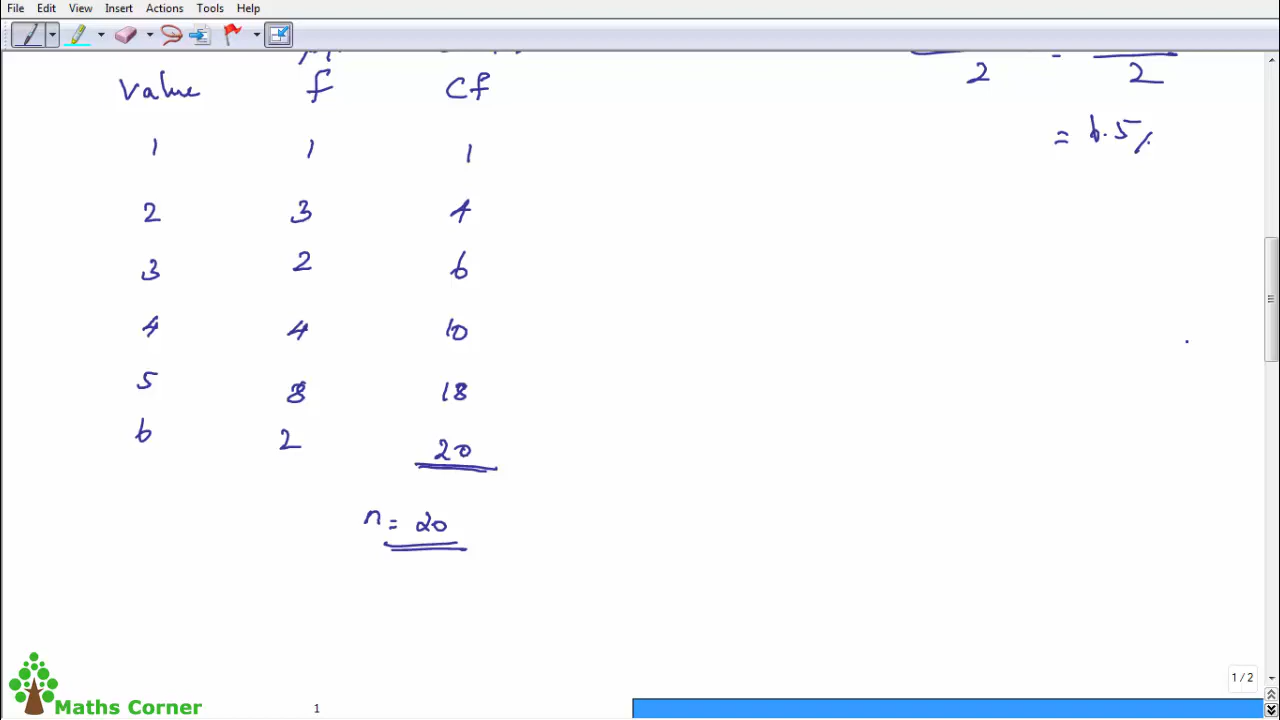 File Edit View Insert Actions Tools Help
2 2
Value f Cf
= 6.5%
1 1 1
2 3 4
3 2 6
4 4 10
5 8 18
6 2 20
n = 20
1 / 2
Maths Corner 1